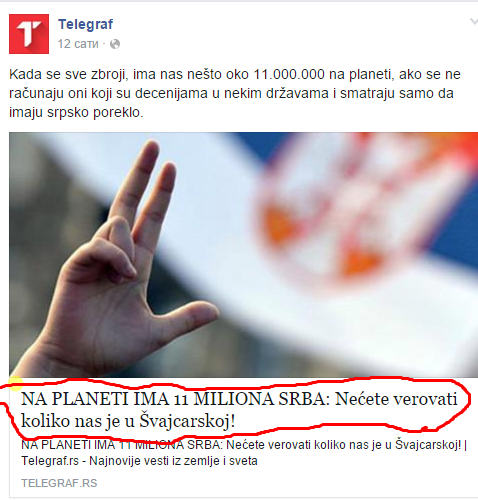 Telegraf
12 сати ·
Kada se sve zbroji, ima nas nešto oko 11.000.000 na planeti, ako se ne
računaju oni koji su decenijama u nekim državama i smatraju samo da
imaju srpsko poreklo.
NA PLANETI IMA 11 MILIONA SRBA: Nećete verovati
koliko nas je u Švajcarskoj!
NA PLANETI IMA 11 MILIONA SRBA: Nećete verovati koliko nas je u Švajcarskoj! |
Telegraf.rs - Najnovije vesti iz zemlje i sveta
TELEGRAF.RS